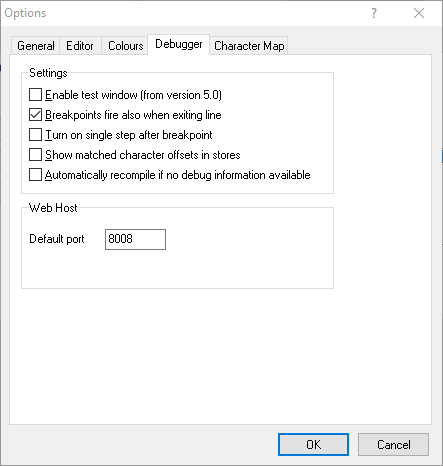 Options
General Editor Colours Debugger Character Map
Settings
Enable test window (from version 5.0)
Breakpoints fire also when exiting line
Turn on single step after breakpoint
Show matched character offsets in stores
Automatically recompile if no debug information available
Web Host
Default port 8008
OK Cancel